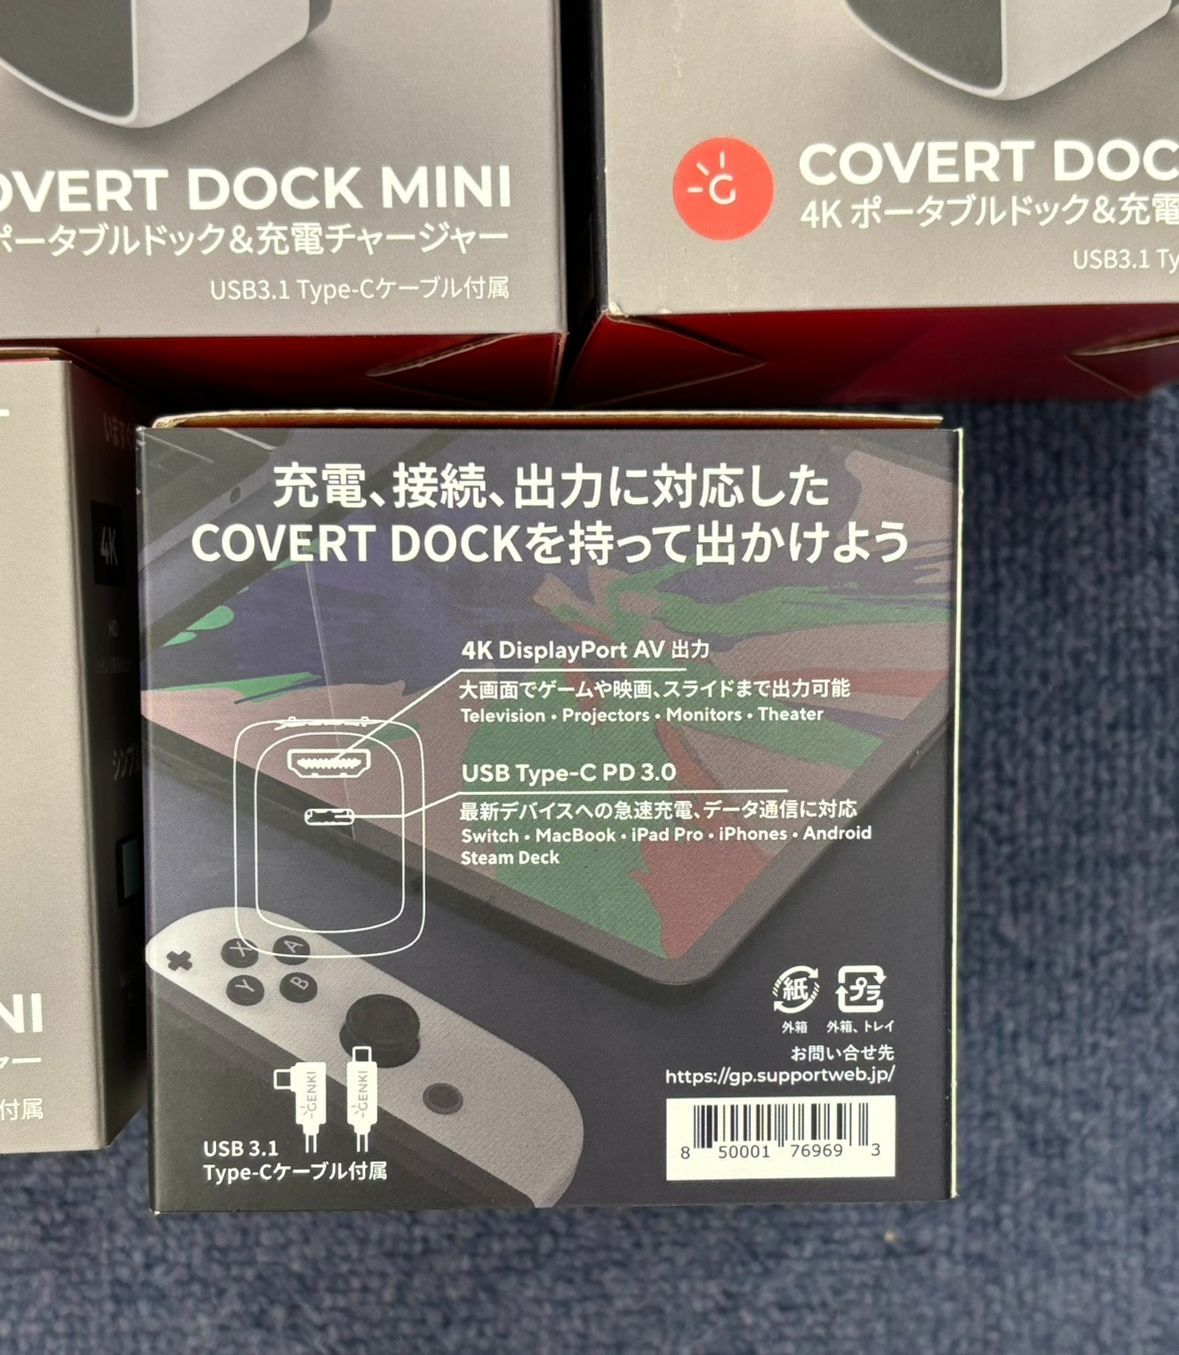 OVERT DOCK MINI
ポータブルドック&充電チャージャー
USB3.1 Type-Cケーブル付属
G
COVERT DOC
4K ポータブルドック&充電
USB3.1 Ty
4K
HD
シンプ
NI
ャー
付属
充電、接続、出力に対応した
COVERT DOCKを持って出かけよう
4K DisplayPort AV 出力
大画面でゲームや映画、スライドまで出力可能
Television • Projectors • Monitors • Theater
USB Type-C PD 3.0
最新デバイスへの急速充電、データ通信に対応
Switch • MacBook • iPad Pro • iPhones • Android
Steam Deck
X A
Y B
GENKI GENKI
USB 3.1
Type-Cケーブル付属
紙 プラ
外箱 外箱、トレイ
お問い合せ先
https://gp.supportweb.jp/
8 50001 76969 3